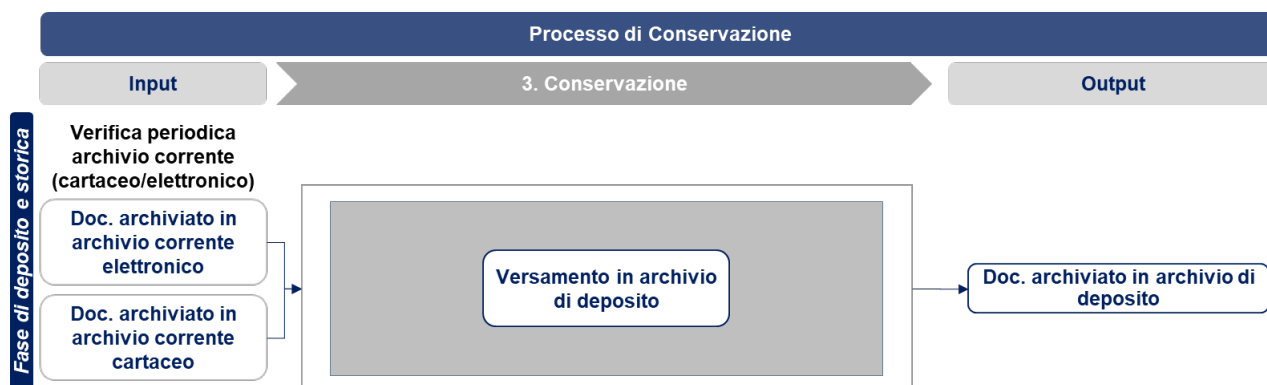 Processo di Conservazione
Input
3. Conservazione
Output
Fase di deposito e storica
Verifica periodica
archivio corrente
(cartaceo/elettronico)
Doc. archiviato in
archivio corrente
elettronico
Doc. archiviato in
archivio corrente
cartaceo
Versamento in archivio
di deposito
Doc. archiviato in archivio di
deposito